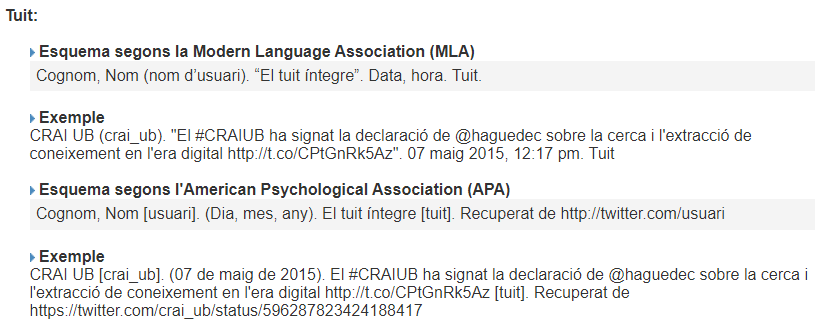 Tuit:
Esquema segons la Modern Language Association (MLA)
Cognom, Nom (nom d’usuari). “El tuit íntegre”. Data, hora. Tuit.
Exemple
CRAI UB (crai_ub). "El #CRAIUB ha signat la declaració de @haguedec sobre la cerca i l'extracció de
coneixement en l'era digital http://t.co/CPtGnRk5Az". 07 maig 2015, 12:17 pm. Tuit
Esquema segons l'American Psychological Association (APA)
Cognom, Nom [usuari]. (Dia, mes, any). El tuit íntegre [tuit]. Recuperat de http://twitter.com/usuari
Exemple
CRAI UB [crai_ub]. (07 de maig de 2015). El #CRAIUB ha signat la declaració de @haguedec sobre la cerca i
l'extracció de coneixement en l'era digital http://t.co/CPtGnRk5Az [tuit]. Recuperat de
https://twitter.com/crai_ub/status/596287823424188417